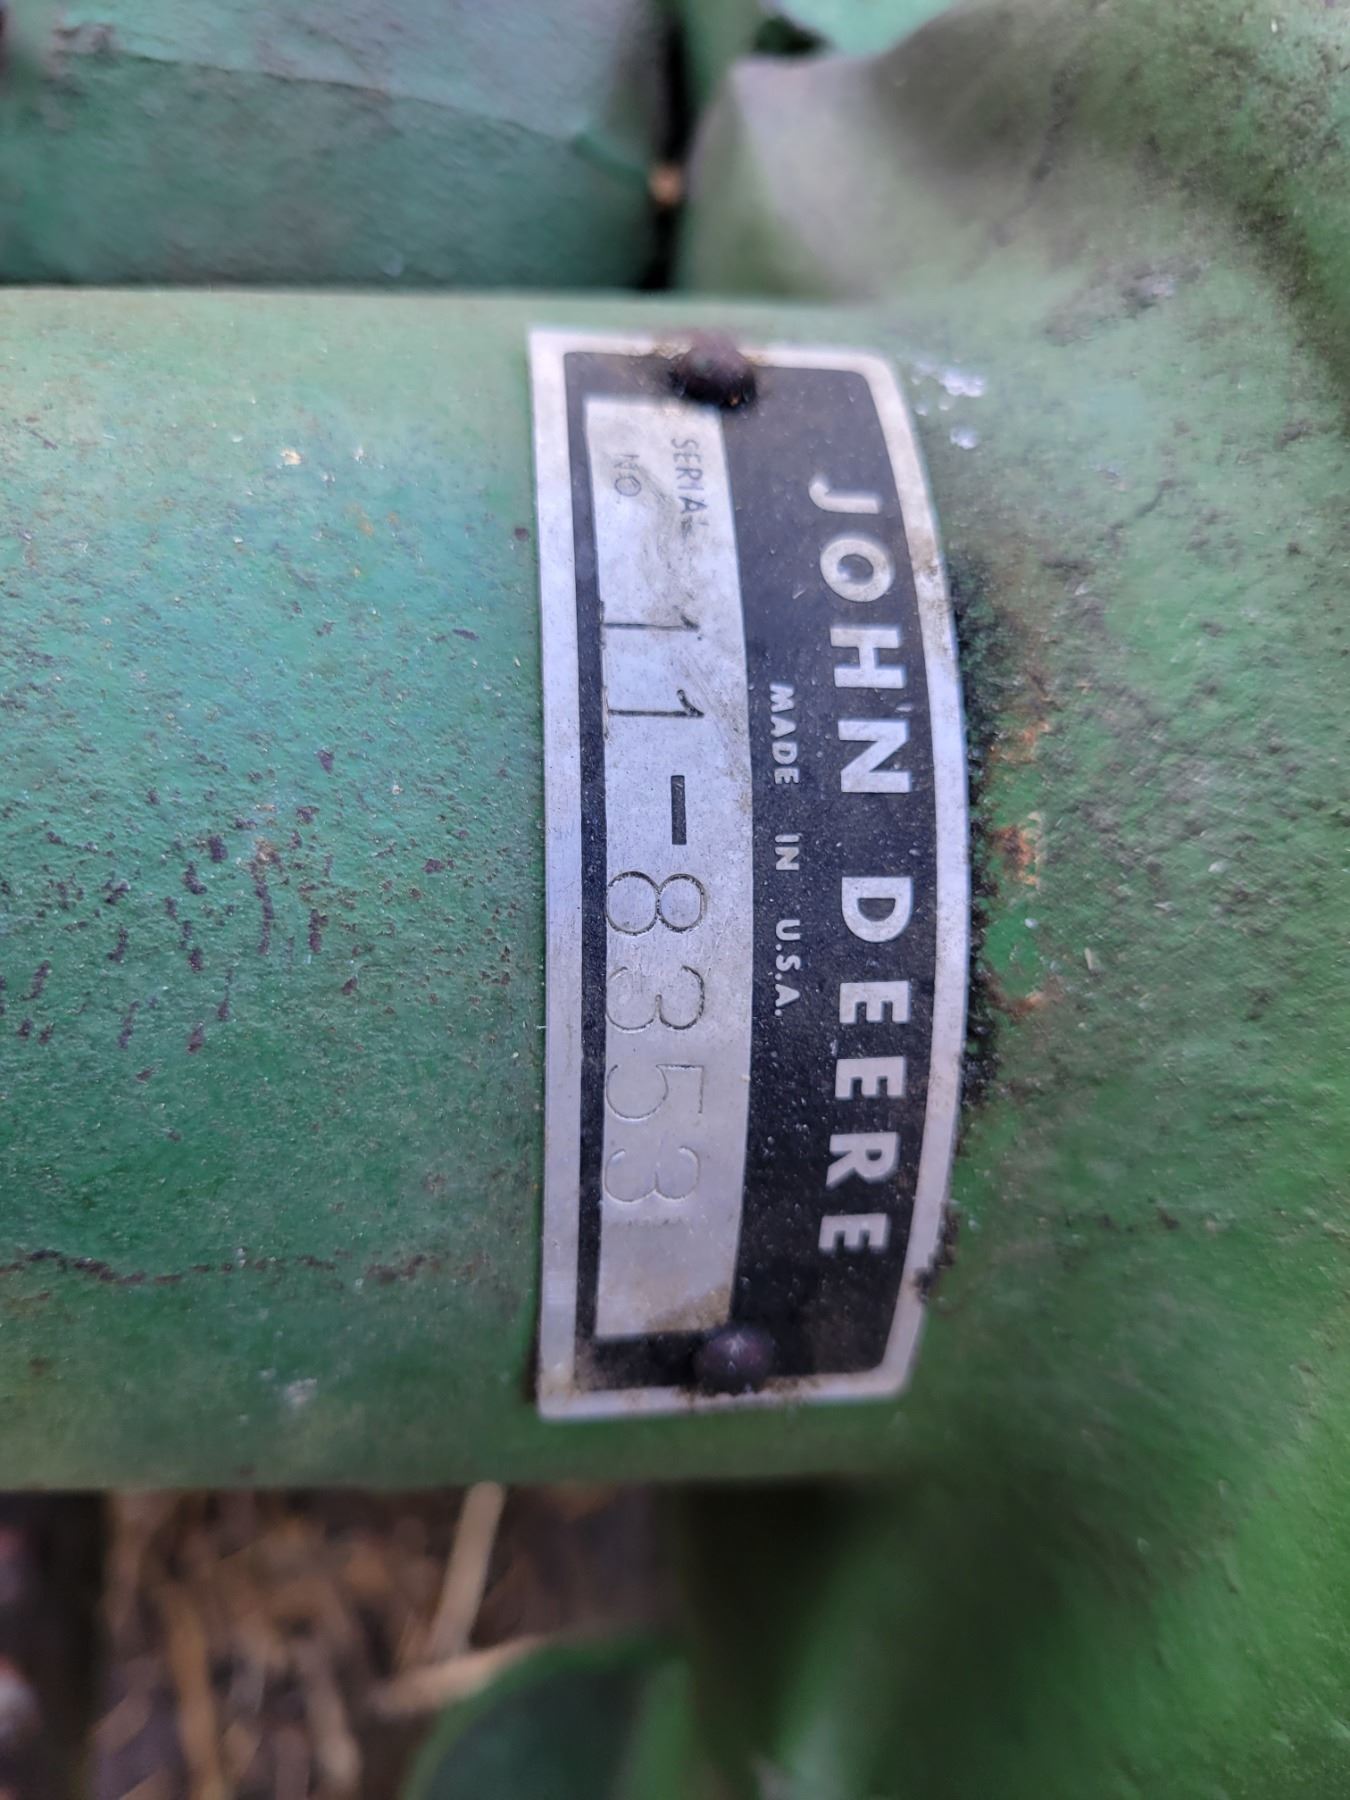 JOHN DEERE
MADE IN U.S.A.
SERIAL
NO. 11-8353